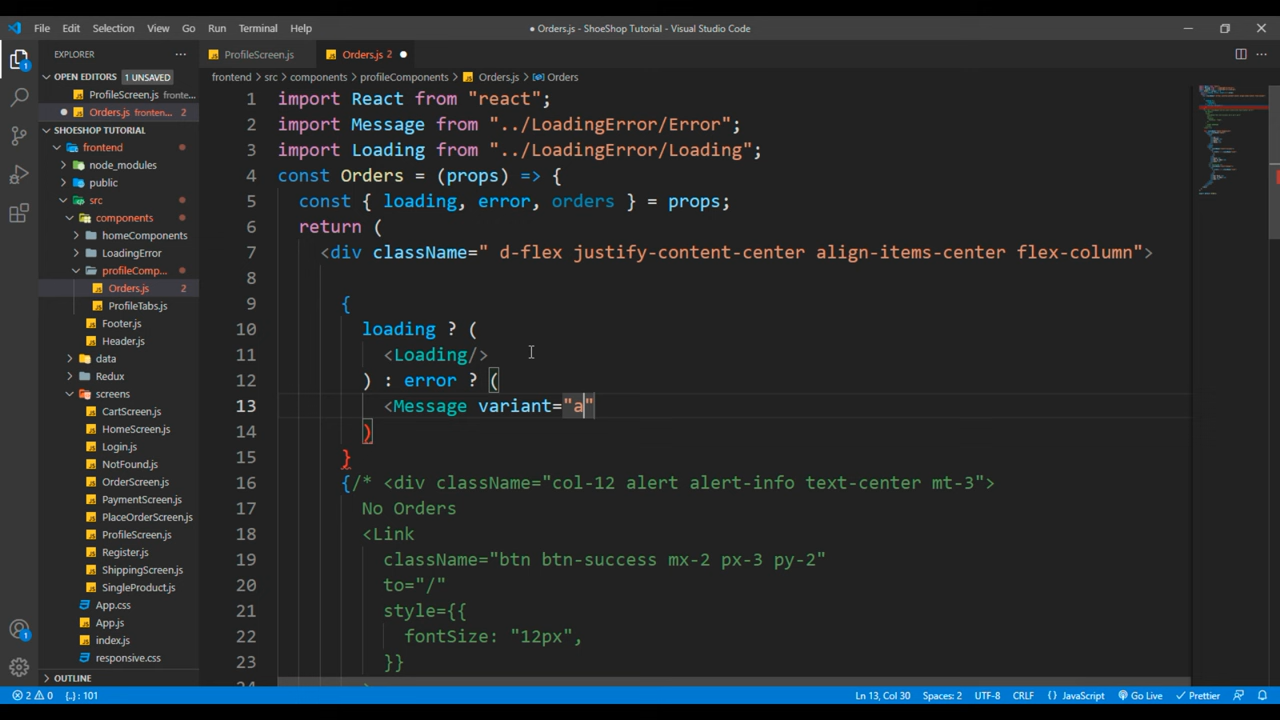 File Edit Selection View Go Run Terminal Help
● Orders.js - ShoeShop Tutorial - Visual Studio Code
EXPLORER
OPEN EDITORS 1 UNSAVED
ProfileScreen.js fronte...
Orders.js fronten... 2
SHOESHOP TUTORIAL
frontend
node_modules
public
src
components
homeComponents
LoadingError
profileComp...
Orders.js 2
ProfileTabs.js
Footer.js
Header.js
data
Redux
screens
CartScreen.js
HomeScreen.js
Login.js
NotFound.js
OrderScreen.js
PaymentScreen.js
PlaceOrderScreen.js
ProfileScreen.js
Register.js
ShippingScreen.js
SingleProduct.js
App.css
App.js
index.js
responsive.css
OUTLINE
1
1
ProfileScreen.js Orders.js 2 ●
frontend > src > components > profileComponents > Orders.js > Orders
1 import React from "react";
2 import Message from "../LoadingError/Error";
3 import Loading from "../LoadingError/Loading";
4 const Orders = (props) => {
5 const { loading, error, orders } = props;
6 return (
7 <div className=" d-flex justify-content-center align-items-center flex-column">
8
9 {
10 loading ? (
11 <Loading/>
12 ) : error ? (
13 <Message variant="a"
14 )
15 }
16 {/* <div className="col-12 alert alert-info text-center mt-3">
17 No Orders
18 <Link
19 className="btn btn-success mx-2 px-3 py-2"
20 to="/"
21 style={{
22 fontSize: "12px",
23 }}
2 0 {..} : 101 Ln 13, Col 30 Spaces: 2 UTF-8 CRLF {} JavaScript Go Live Prettier